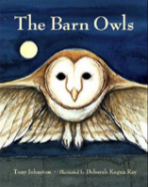 The Barn Owls
Tony Johnston • Illustrated by Deborah Kogan Ray